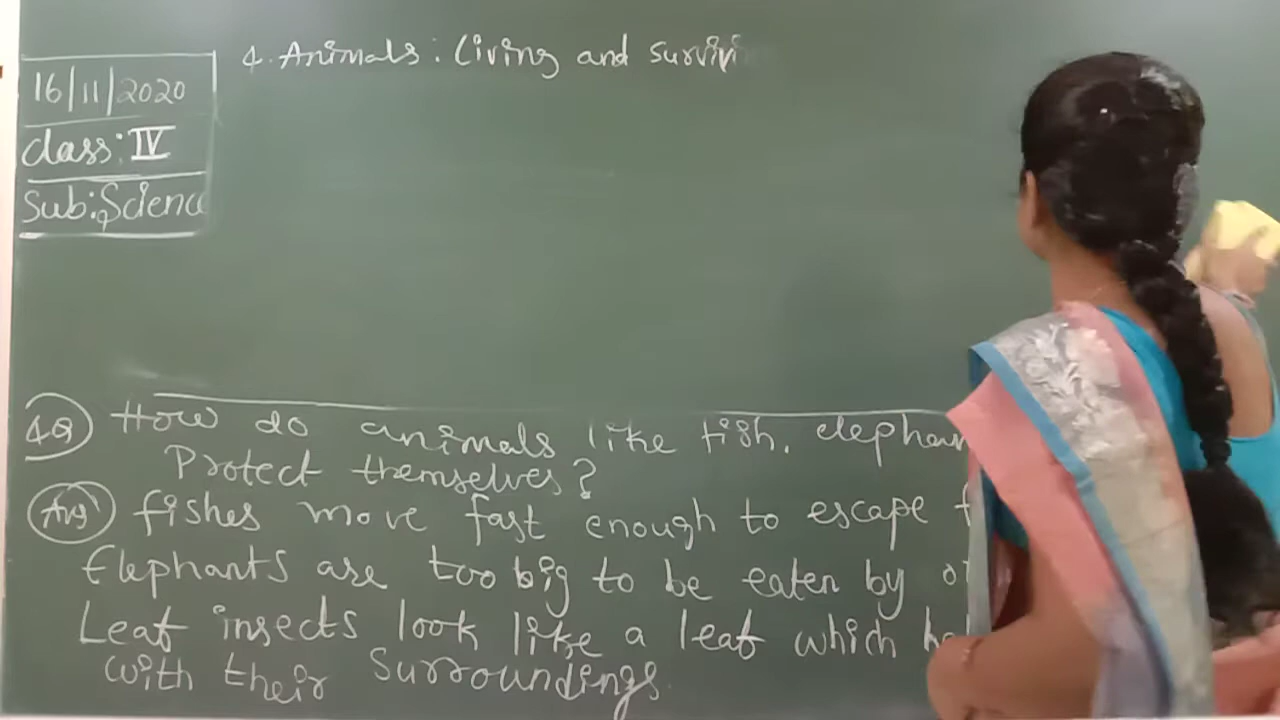 16/11/2020
Class: IV
Sub: Science
4. Animals: Living and survivi
4Q How do animals like fish, elephan
Protect themselves?
Ans fishes move fast enough to escape f
Elephants are too big to be eaten by o
Leaf insects look like a leaf which he
with their surroundings.